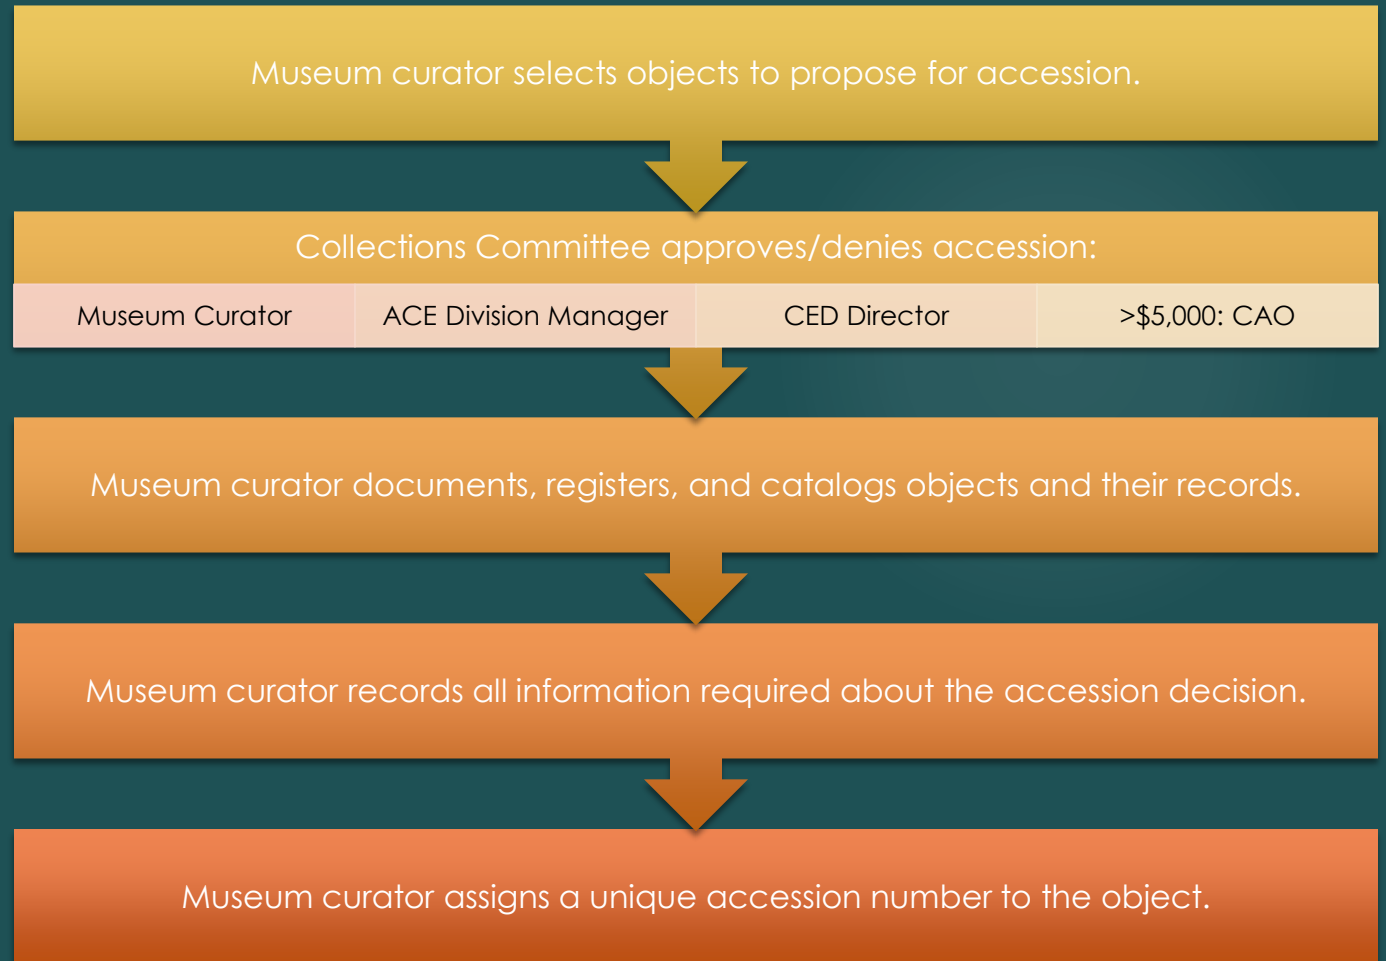 Museum curator selects objects to propose for accession.
Collections Committee approves/denies accession:
Museum Curator
ACE Division Manager
CED Director
>$5,000: CAO
Museum curator documents, registers, and catalogs objects and their records.
Museum curator records all information required about the accession decision.
Museum curator assigns a unique accession number to the object.